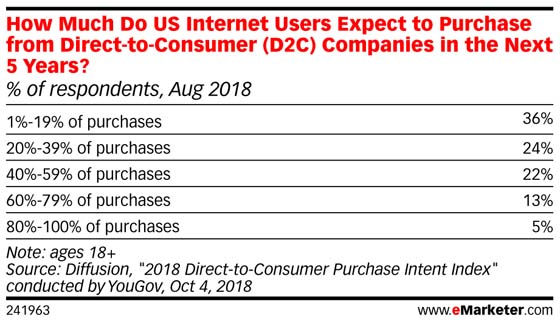 How Much Do US Internet Users Expect to Purchase
from Direct-to-Consumer (D2C) Companies in the Next
5 Years?
% of respondents, Aug 2018
1%-19% of purchases 36%
20%-39% of purchases 24%
40%-59% of purchases 22%
60%-79% of purchases 13%
80%-100% of purchases 5%
Note: ages 18+
Source: Diffusion, "2018 Direct-to-Consumer Purchase Intent Index"
conducted by YouGov, Oct 4, 2018
241963 www.eMarketer.com